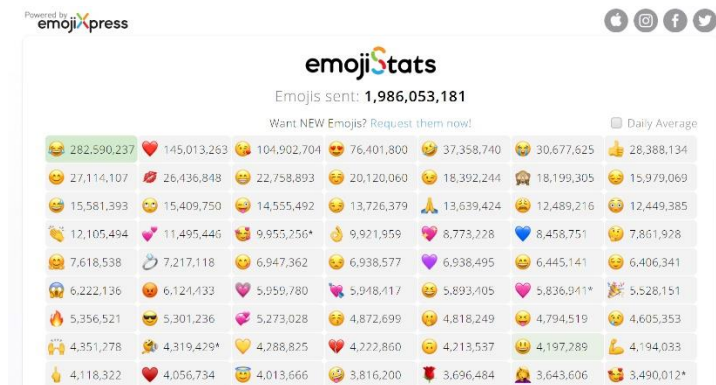 Powered by
emojiXpress
emojiStats
Emojis sent: 1,986,053,181
Want NEW Emojis? Request them now!
Daily Average
😂 282,590,237 ❤️ 145,013,263 😘 104,902,704 😍 76,401,800 🤣 37,358,740 😭 30,677,625 👍 28,388,134
😊 27,114,107 💋 26,436,848 😁 22,758,893 ☺️ 20,120,060 😉 18,392,244 🙈 18,199,305 😔 15,979,069
😅 15,581,393 🙄 15,409,750 😜 14,555,492 😏 13,726,379 🙏 13,639,424 😩 12,489,216 😳 12,449,385
👏 12,105,494 💕 11,495,446 🥰 9,955,256* 👌 9,921,959 💖 8,773,228 💙 8,458,751 🤔 7,861,928
🤗 7,618,538 💍 7,217,118 😋 6,947,362 😒 6,938,577 💜 6,938,495 😄 6,445,141 😌 6,406,341
😱 6,222,136 😡 6,124,433 💗 5,959,780 💘 5,948,417 😆 5,893,405 5,836,941* 🎉 5,528,151
🔥 5,356,521 😎 5,301,236 💞 5,273,028 4,872,699 4,818,249 4,794,519 😢 4,605,353
🙌 4,351,278 4,319,429* 💛 4,288,825 💔 4,222,860 4,213,537 😃 4,197,289 💪 4,194,033
4,118,322 4,056,734 😇 4,013,666 🤪 3,816,200 🌹 3,696,484 3,643,606 🥰 3,490,012*